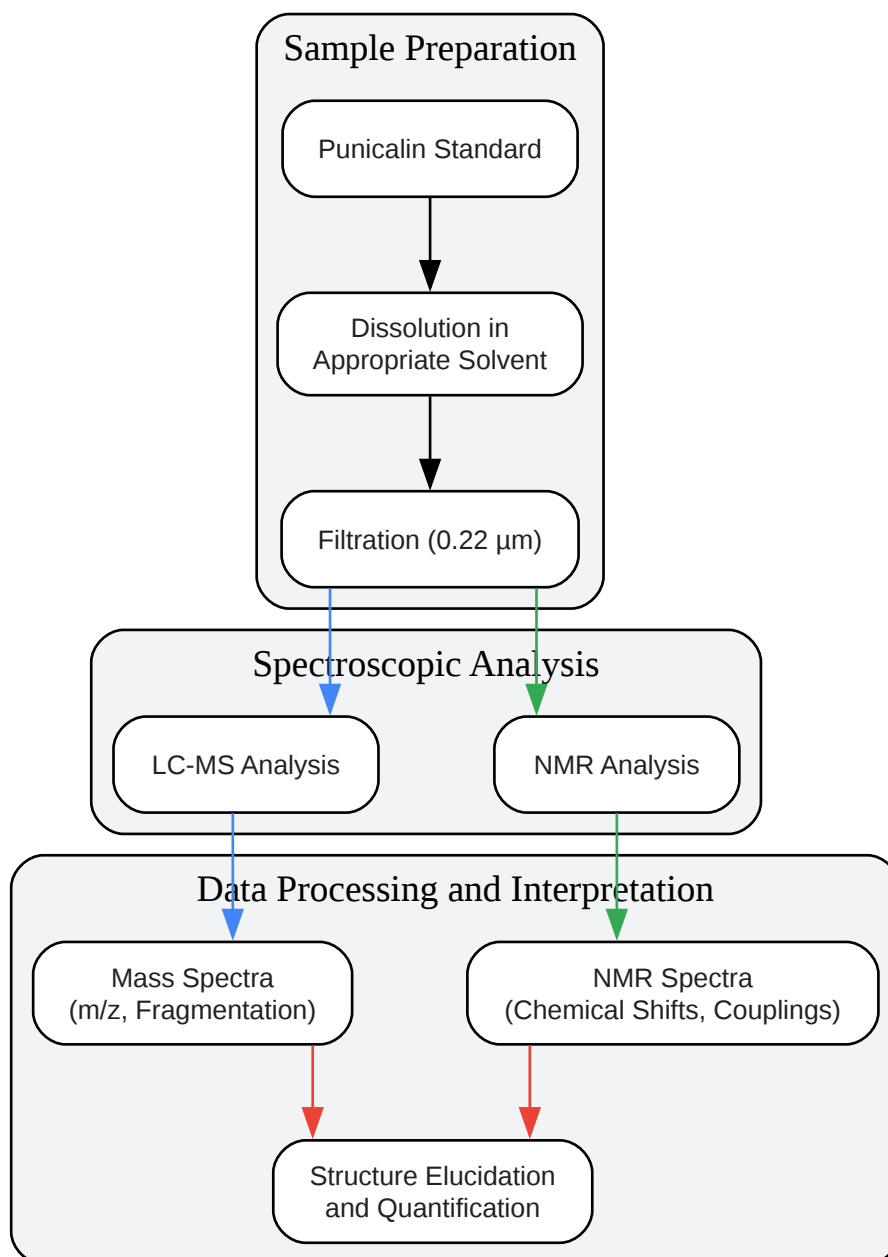 Sample Preparation
Punicalin Standard
Dissolution in
Appropriate Solvent
Filtration (0.22 µm)
Spectroscopic Analysis
LC-MS Analysis
NMR Analysis
Data Processing and Interpretation
Mass Spectra
(m/z, Fragmentation)
NMR Spectra
(Chemical Shifts, Couplings)
Structure Elucidation
and Quantification